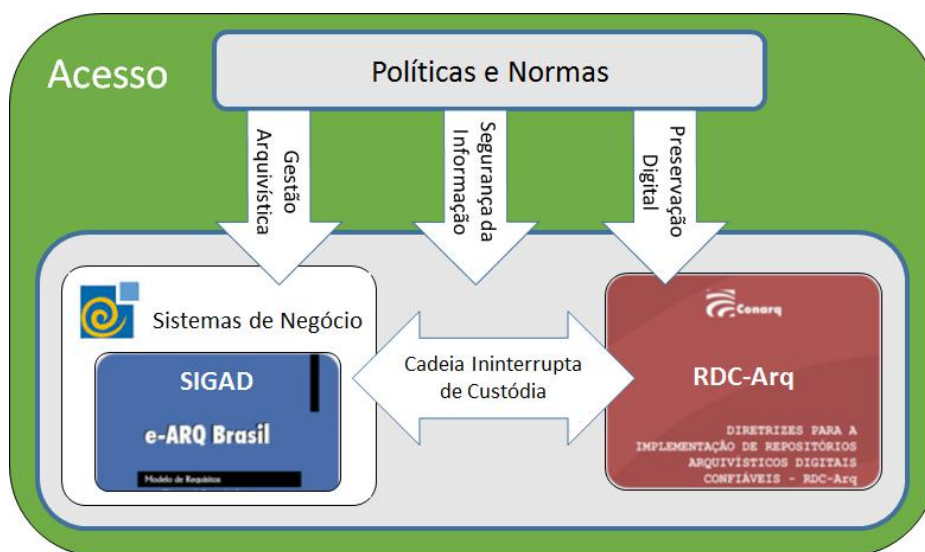 Acesso
Políticas e Normas
Gestão
Arquivística
Segurança da
Informação
Preservação
Digital
Sistemas de Negócio
SIGAD
e-ARQ Brasil
Modelo de Requisitos
Cadeia Ininterrupta
de Custódia
Conarq
RDC-Arq
DIRETRIZES PARA A
IMPLEMENTAÇÃO DE REPOSITÓRIOS
ARQUIVÍSTICOS DIGITAIS
CONFIÁVEIS - RDC-Arq